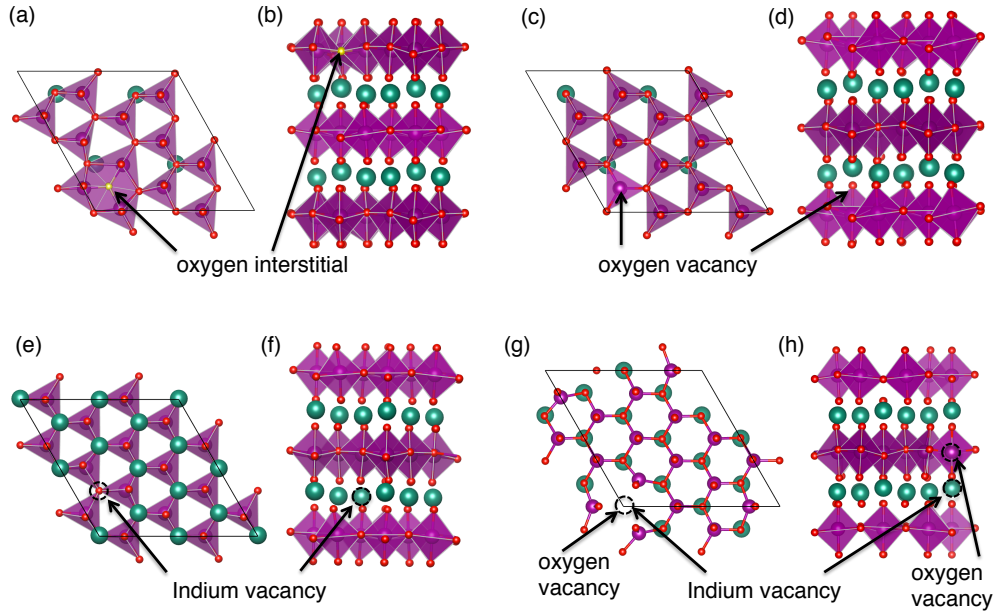 (a)
(b)
(c)
(d)
oxygen interstitial
oxygen vacancy
(e)
(f)
(g)
(h)
Indium vacancy
oxygen
vacancy
Indium vacancy
oxygen
vacancy